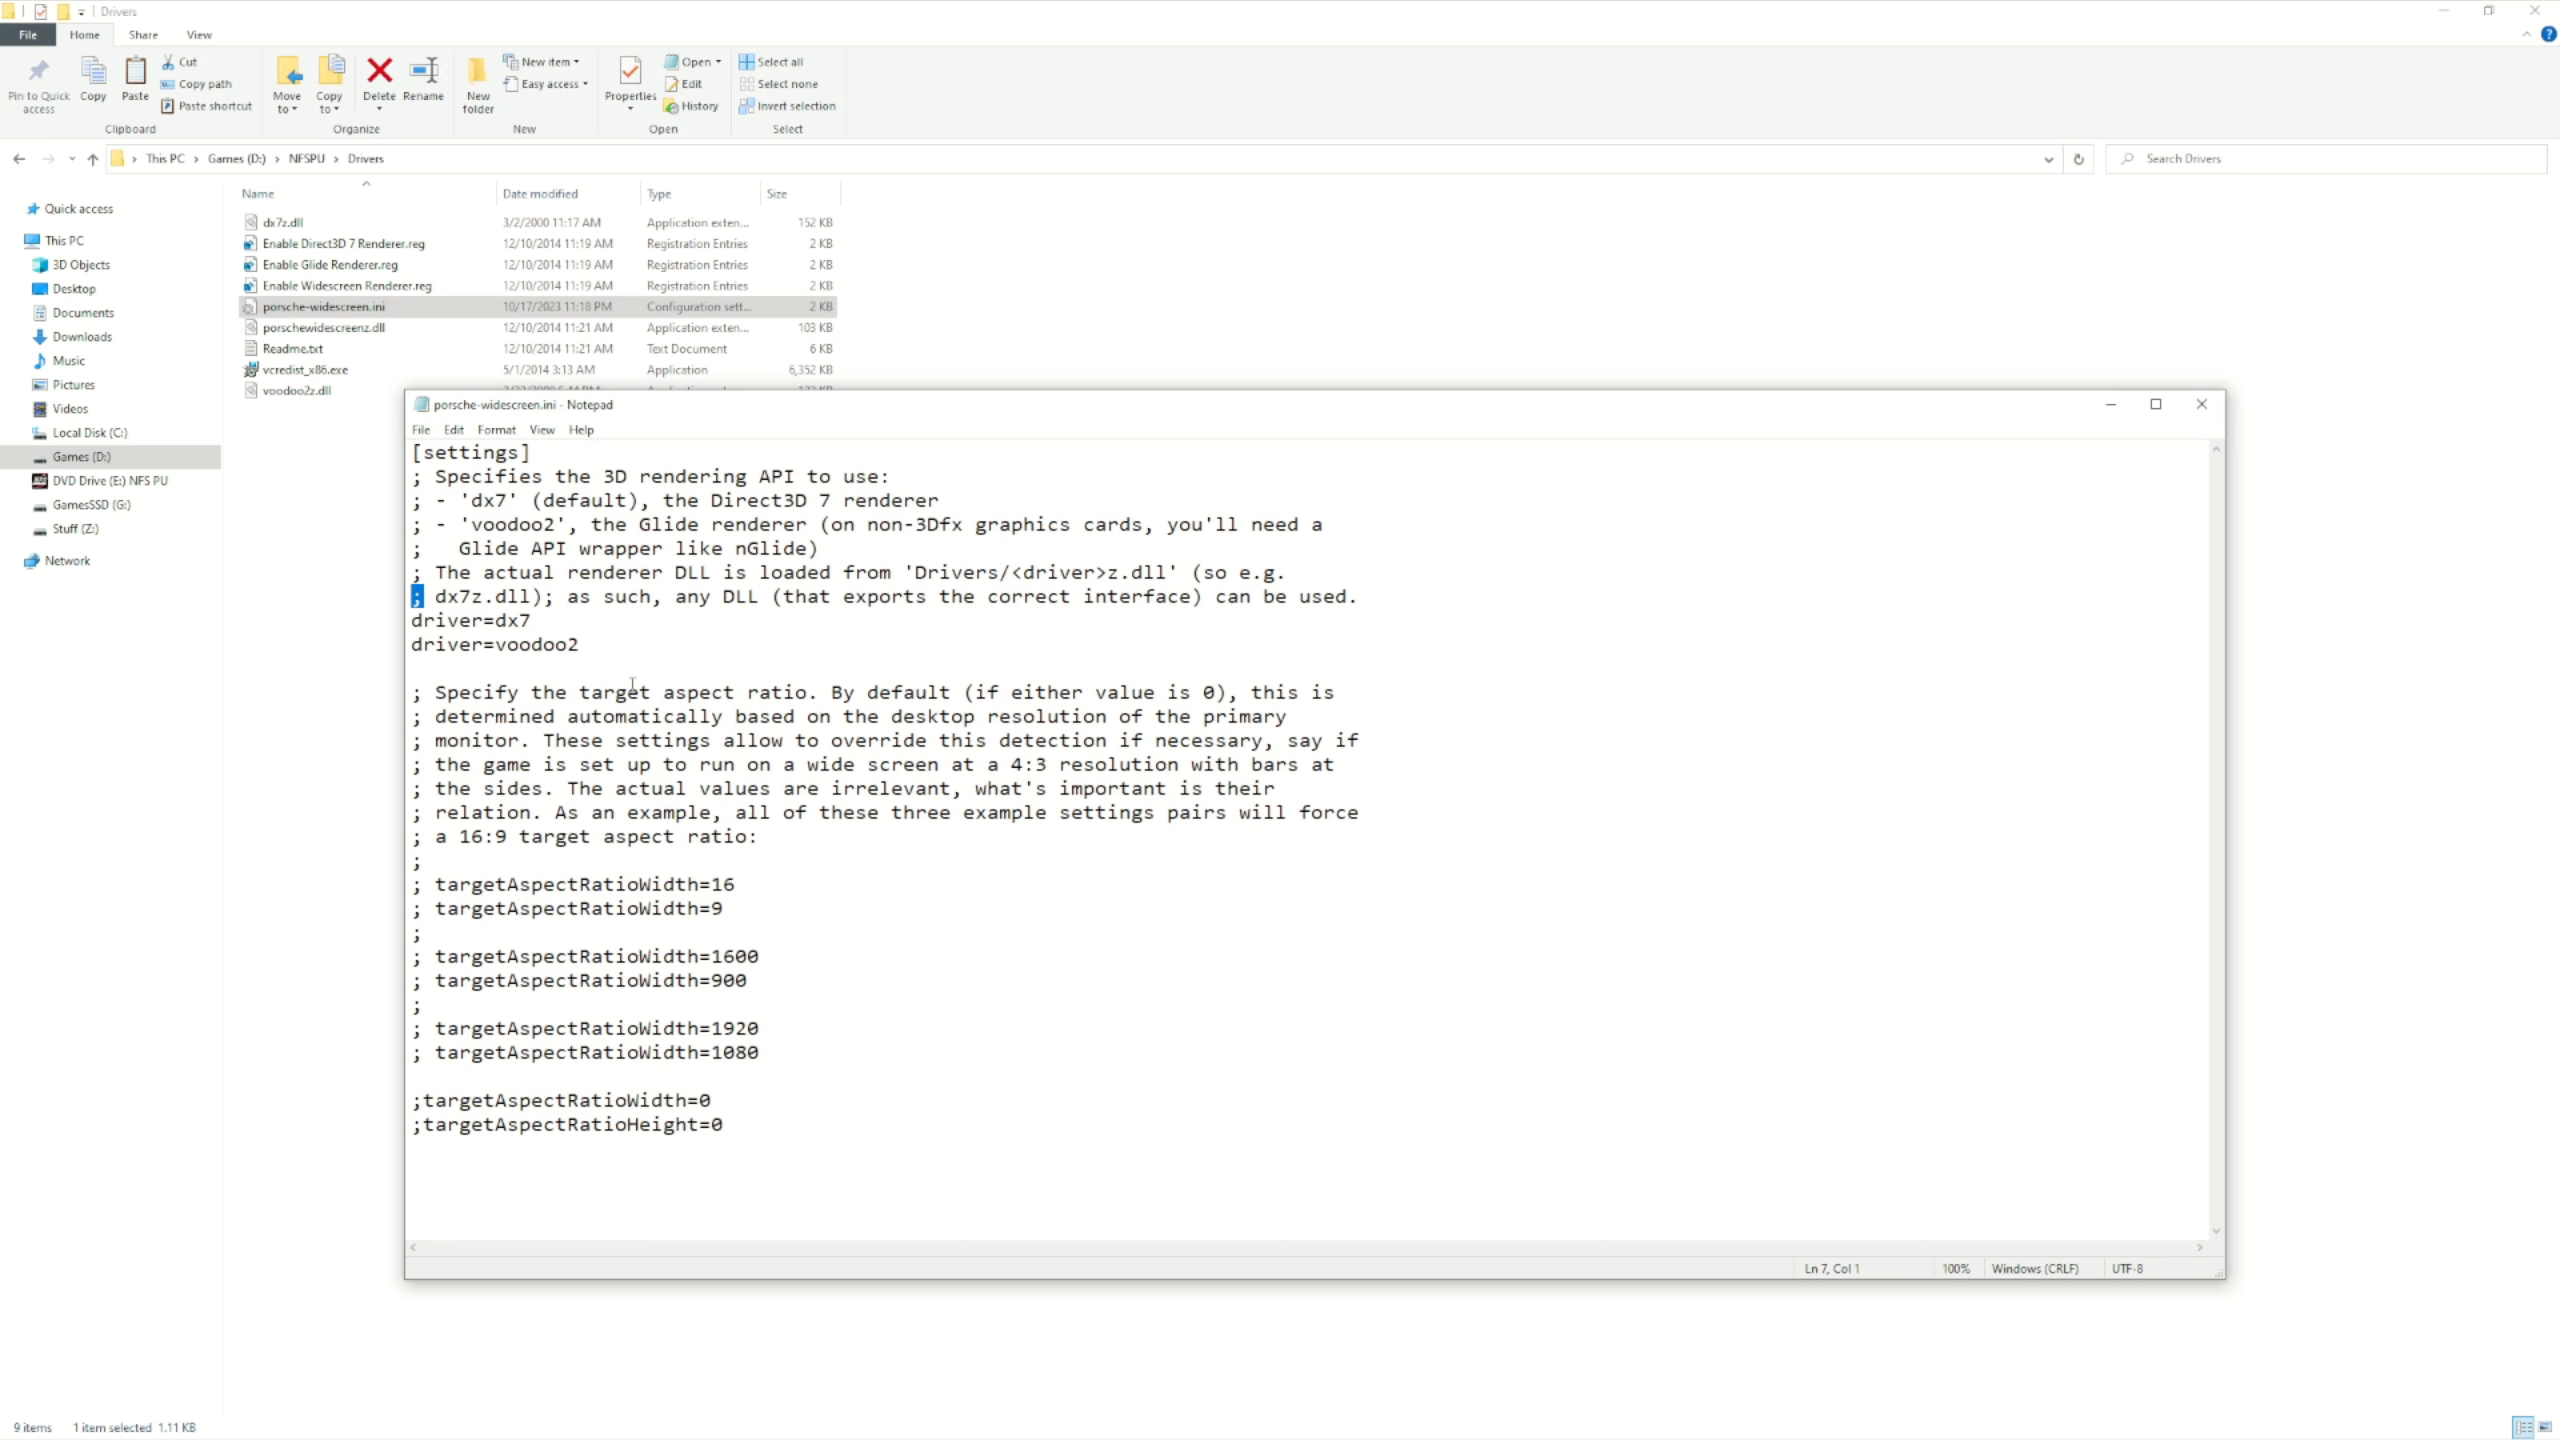 Drivers
File Home Share View
Pin to Quick access
Copy
Paste
Cut
Copy path
Paste shortcut
Clipboard
Move to
Copy to
Delete
Rename
Organize
New folder
New item
Easy access
New
Properties
Open
Edit
History
Open
Select all
Select none
Invert selection
Select
This PC › Games (D:) › NFSPU › Drivers
Search Drivers
Quick access
This PC
3D Objects
Desktop
Documents
Downloads
Music
Pictures
Videos
Local Disk (C:)
Games (D:)
DVD Drive (E:) NFS PU
GamesSSD (G:)
Stuff (Z:)
Network
Name Date modified Type Size
dx7z.dll 3/2/2000 11:17 AM Application exten... 152 KB
Enable Direct3D 7 Renderer.reg 12/10/2014 11:19 AM Registration Entries 2 KB
Enable Glide Renderer.reg 12/10/2014 11:19 AM Registration Entries 2 KB
Enable Widescreen Renderer.reg 12/10/2014 11:19 AM Registration Entries 2 KB
porsche-widescreen.ini 10/17/2023 11:18 PM Configuration sett... 2 KB
porschewidescreenz.dll 12/10/2014 11:21 AM Application exten... 103 KB
Readme.txt 12/10/2014 11:21 AM Text Document 6 KB
vcredist_x86.exe 5/1/2014 3:13 AM Application 6,352 KB
voodoo2z.dll
porsche-widescreen.ini - Notepad
File Edit Format View Help
[settings]
; Specifies the 3D rendering API to use:
; - 'dx7' (default), the Direct3D 7 renderer
; - 'voodoo2', the Glide renderer (on non-3Dfx graphics cards, you'll need a
;   Glide API wrapper like nGlide)
; The actual renderer DLL is loaded from 'Drivers/<driver>z.dll' (so e.g.
; dx7z.dll); as such, any DLL (that exports the correct interface) can be used.
driver=dx7
driver=voodoo2
; Specify the target aspect ratio. By default (if either value is 0), this is
; determined automatically based on the desktop resolution of the primary
; monitor. These settings allow to override this detection if necessary, say if
; the game is set up to run on a wide screen at a 4:3 resolution with bars at
; the sides. The actual values are irrelevant, what's important is their
; relation. As an example, all of these three example settings pairs will force
; a 16:9 target aspect ratio:
;
; targetAspectRatioWidth=16
; targetAspectRatioWidth=9
;
; targetAspectRatioWidth=1600
; targetAspectRatioWidth=900
;
; targetAspectRatioWidth=1920
; targetAspectRatioWidth=1080
;targetAspectRatioWidth=0
;targetAspectRatioHeight=0
Ln 7, Col 1 100% Windows (CRLF) UTF-8
9 items 1 item selected 1.11 KB